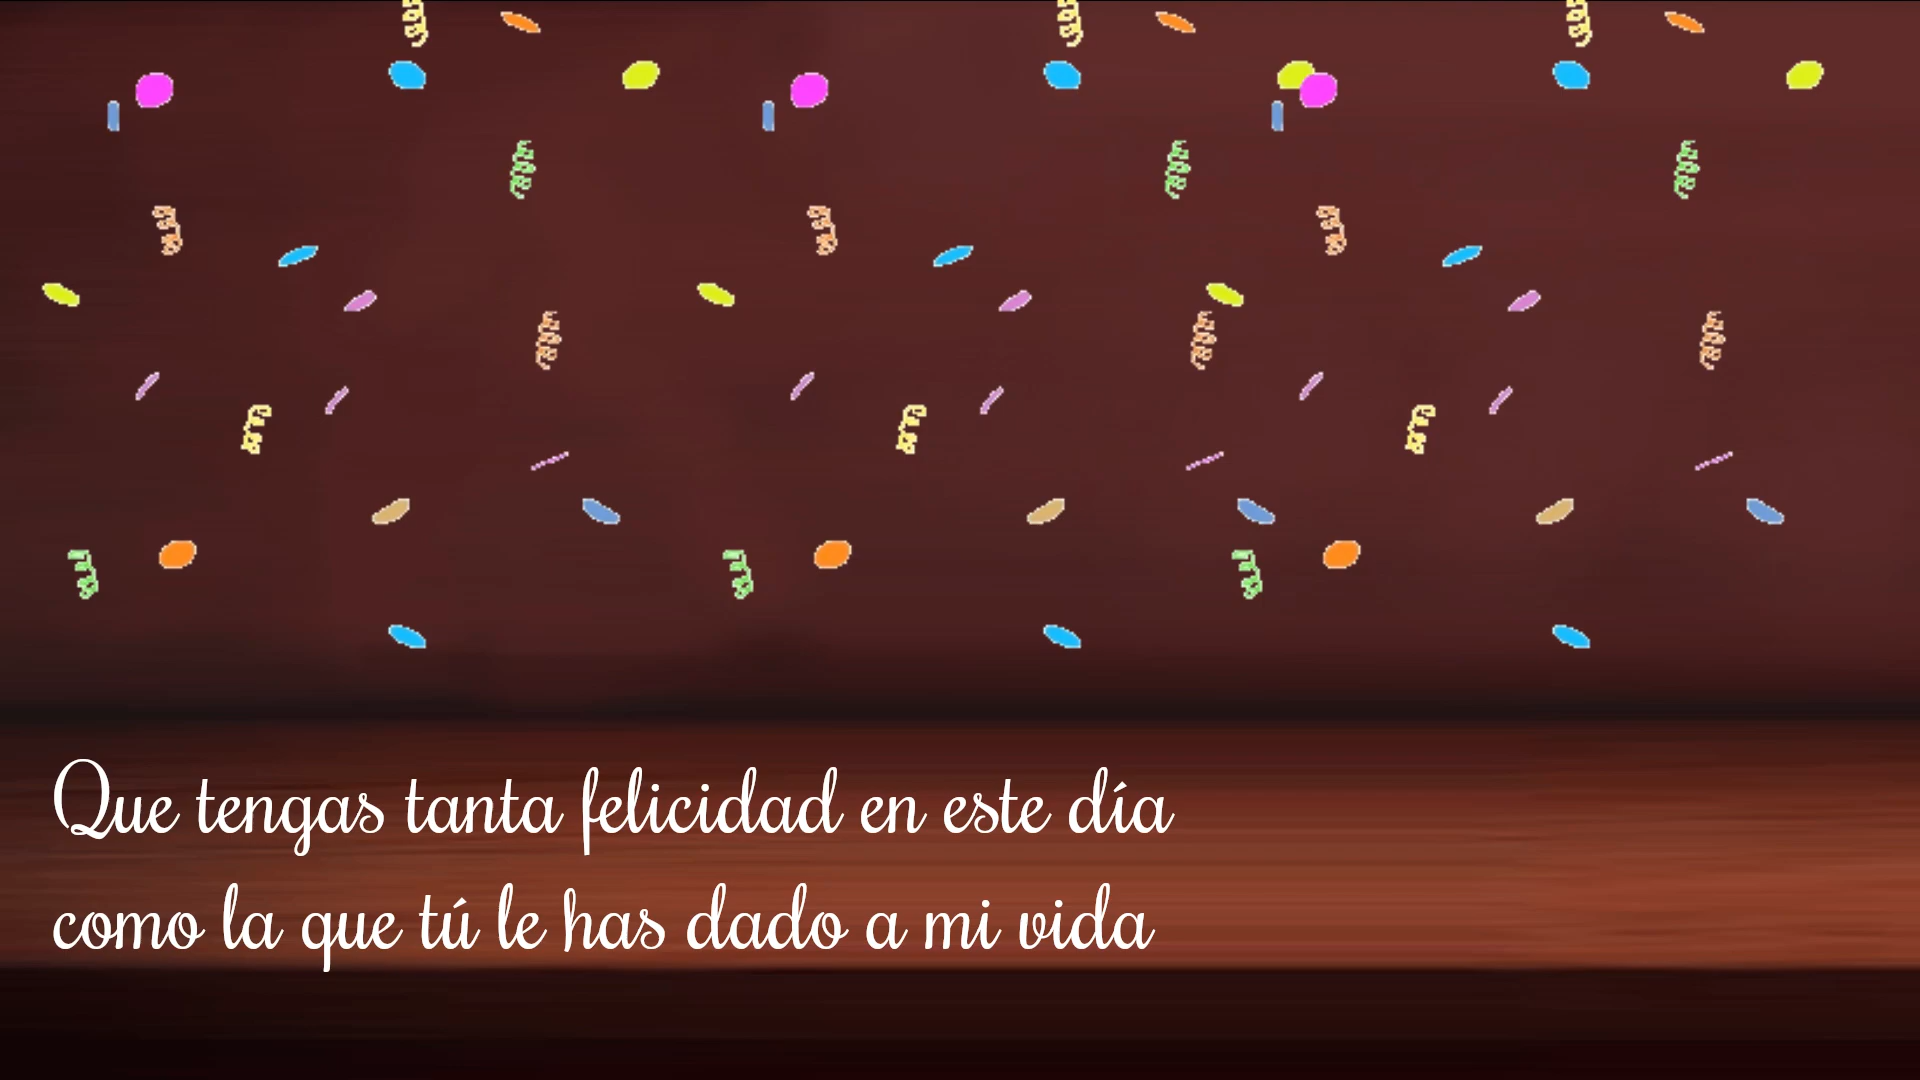 Que tengas tanta felicidad en este día
como la que tú le has dado a mi vida